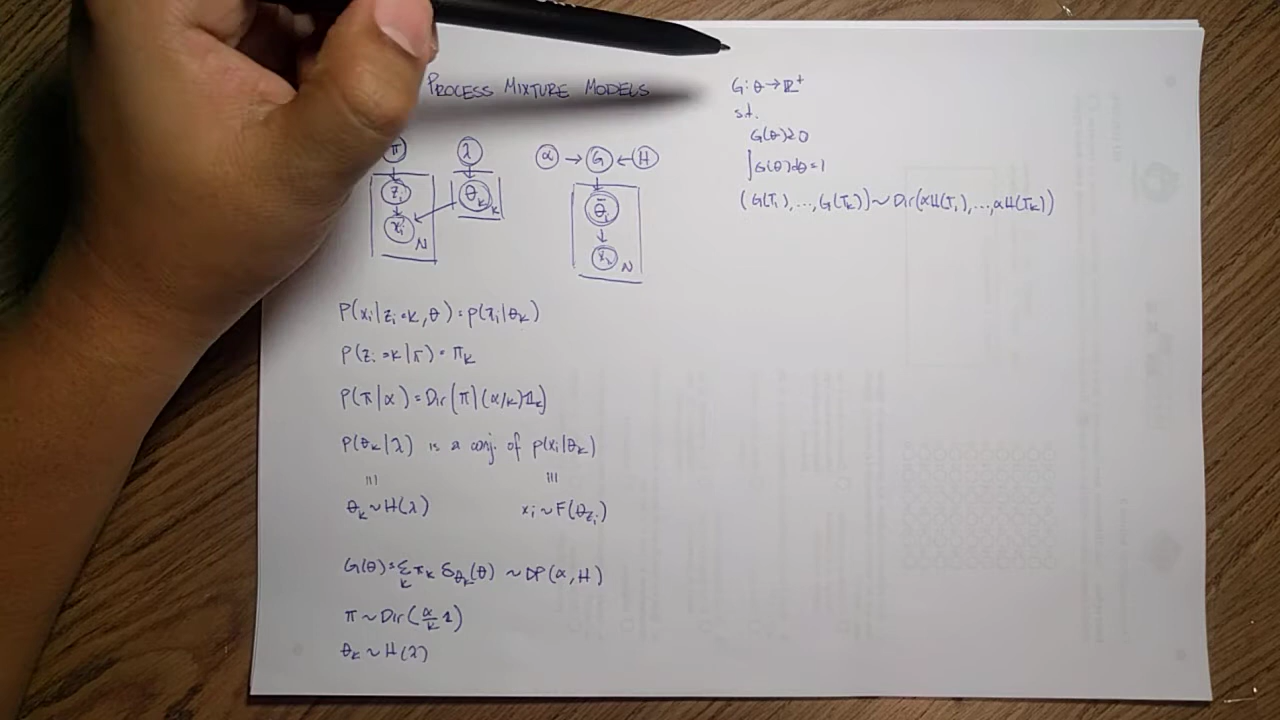 PROCESS MIXTURE MODELS
π λ α → G ← H
z_i θ_k K θ̄_i
x_i N x_i N
P(x_i|z_i=K,θ)=p(x_i|θ_K)
P(z_i=K|π)=π_K
P(π|α)=Dir(π|(α/K)1_K)
P(θ_K|λ) is a conj. of p(x_i|θ_K)
θ_K~H(λ) x_i~F(θ_{z_i})
G(θ)=Σ_K π_K δ_{θ_K}(θ) ~DP(α,H)
π~Dir(α/K 1)
θ_K~H(λ)
G:θ→ℝ⁺
s.t.
G(θ)≥0
∫G(θ)dθ=1
(G(T_1),...,G(T_K))~Dir(αH(T_1),...,αH(T_K))